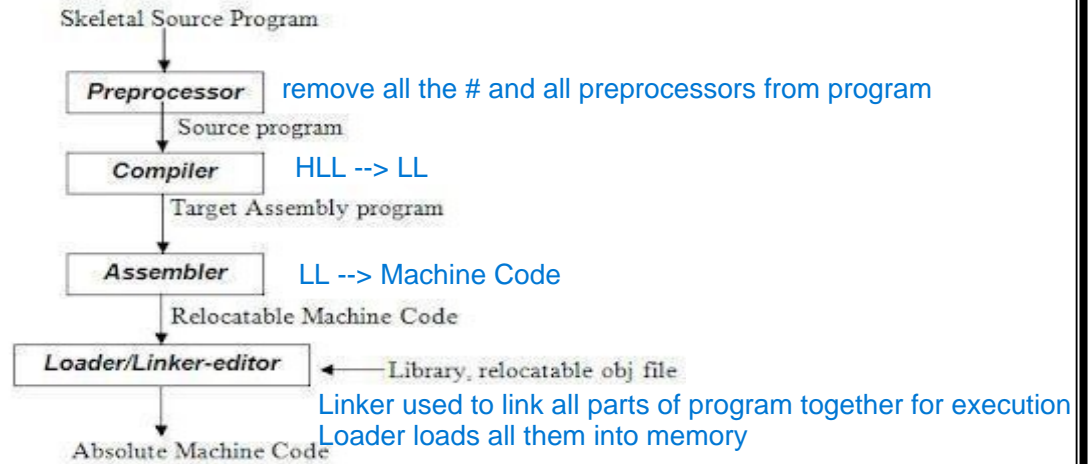 Skeletal Source Program
Preprocessor
remove all the # and all preprocessors from program
Source program
Compiler
HLL --> LL
Target Assembly program
Assembler
LL --> Machine Code
Relocatable Machine Code
Loader/Linker-editor
Library, relocatable obj file
Linker used to link all parts of program together for execution
Loader loads all them into memory
Absolute Machine Code